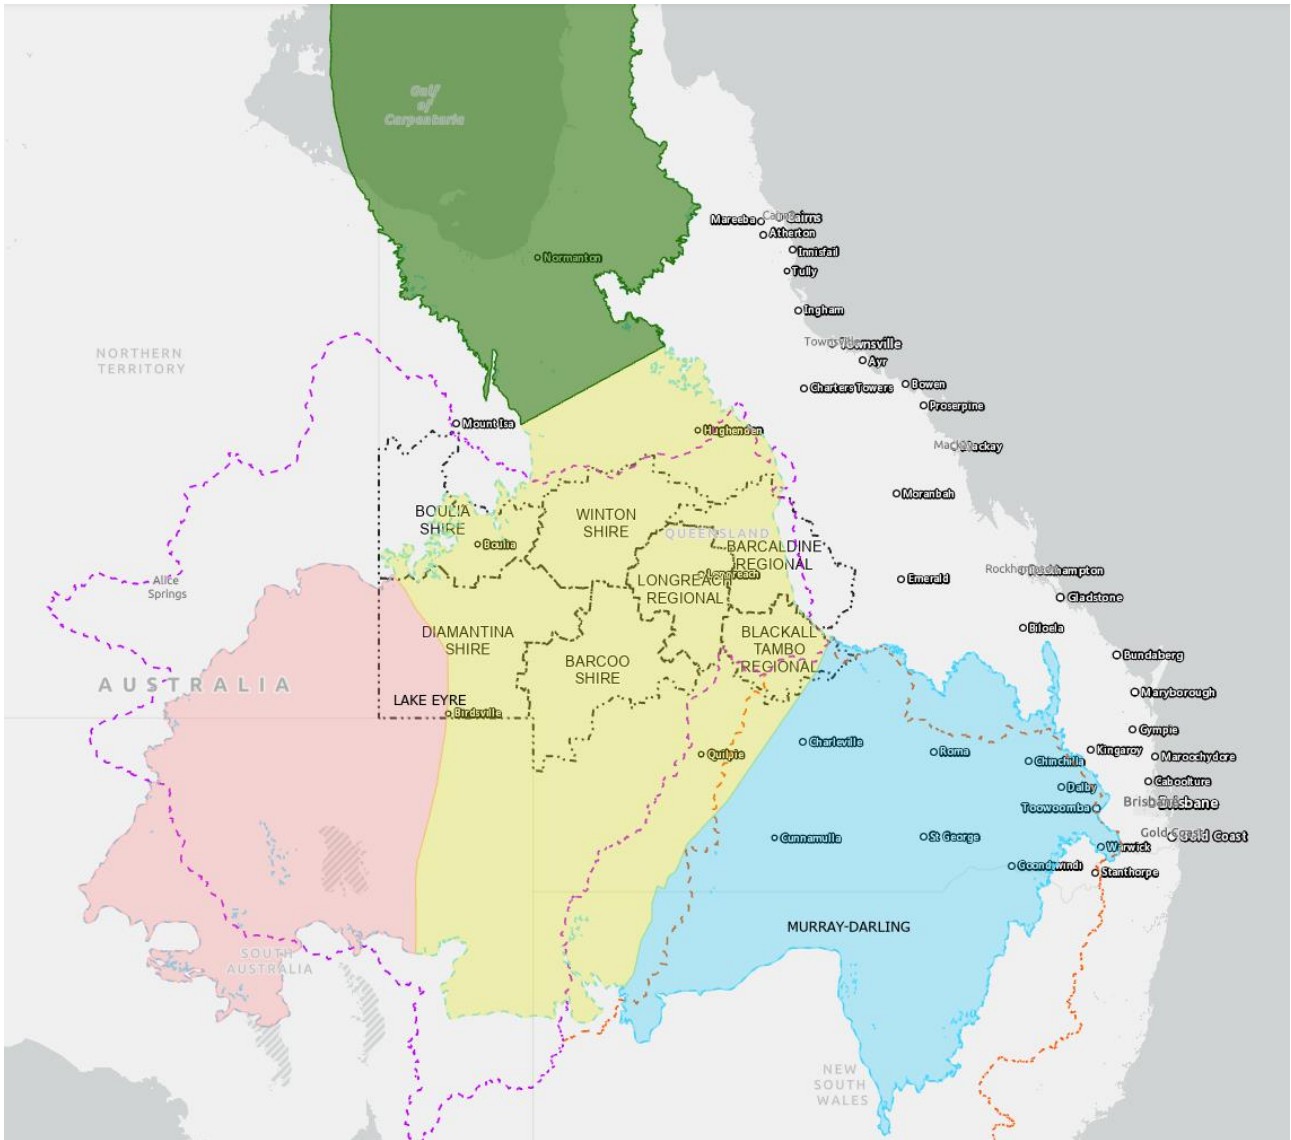 Gulf
of
Carpentaria
Mareeba
Cairns
Atherton
Innisfail
Normanton
Tully
Ingham
NORTHERN
TERRITORY
Townsville
Townsville
Ayr
Charters Towers
Bowen
Proserpine
Mount Isa
Hughenden
Mackay
Moranbah
BOULIA
SHIRE
WINTON
SHIRE
QUEENSLAND
Boulia
BARCALDINE
REGIONAL
Alice
Springs
Longreach
LONGREACH
REGIONAL
Emerald
Rockhampton
Gladstone
DIAMANTINA
SHIRE
BLACKALL
TAMBO
REGIONAL
Biloela
BARCOO
SHIRE
Bundaberg
AUSTRALIA
LAKE EYRE
Birdsville
Maryborough
Charleville
Roma
Gympie
Quilpie
Kingaroy
Chinchilla
Maroochydore
Dalby
Caboolture
Toowoomba
Brisbane
Brisbane
Cunnamulla
St George
Gold Coast
Gold Coast
Warwick
Goondiwindi
Stanthorpe
MURRAY-DARLING
SOUTH
AUSTRALIA
NEW
SOUTH
WALES